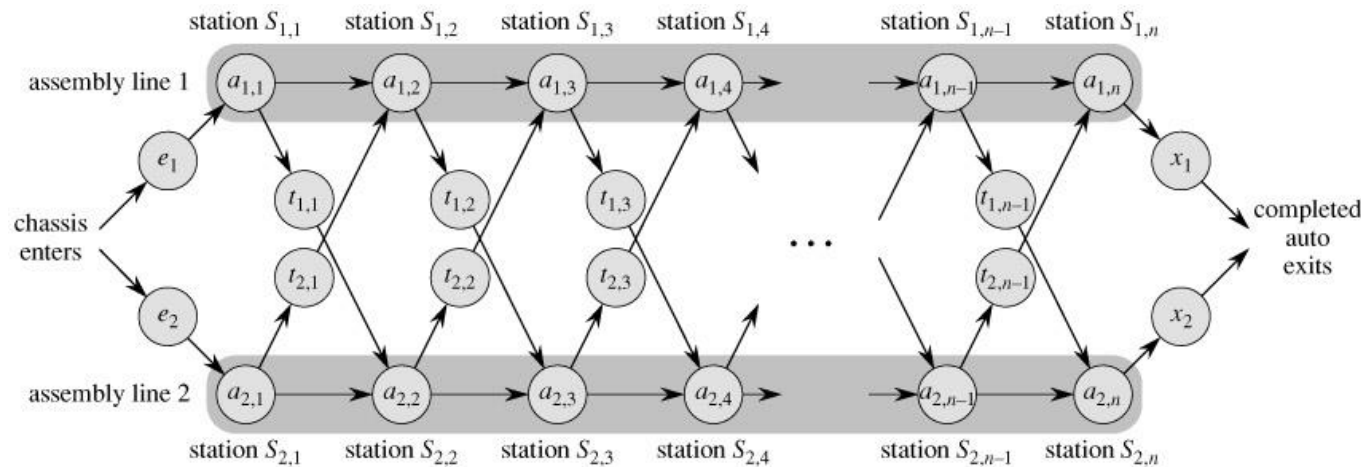 station S1,1 station S1,2 station S1,3 station S1,4 station S1,n–1 station S1,n
assembly line 1 a1,1 a1,2 a1,3 a1,4 a1,n–1 a1,n
e1 x1
t1,1 t1,2 t1,3 t1,n–1
chassis
enters
...
completed
auto
exits
t2,1 t2,2 t2,3 t2,n–1
e2 x2
assembly line 2 a2,1 a2,2 a2,3 a2,4 a2,n–1 a2,n
station S2,1 station S2,2 station S2,3 station S2,4 station S2,n–1 station S2,n